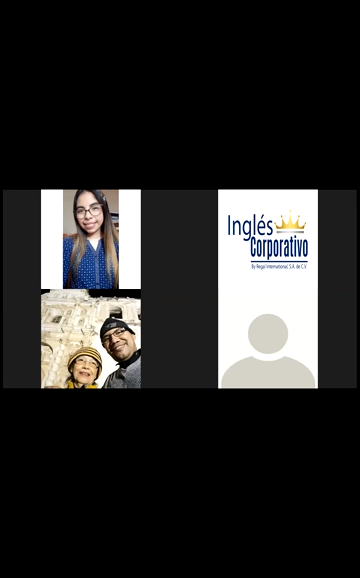 Inglés
Corporativo
By Regal International, S.A. de C.V.